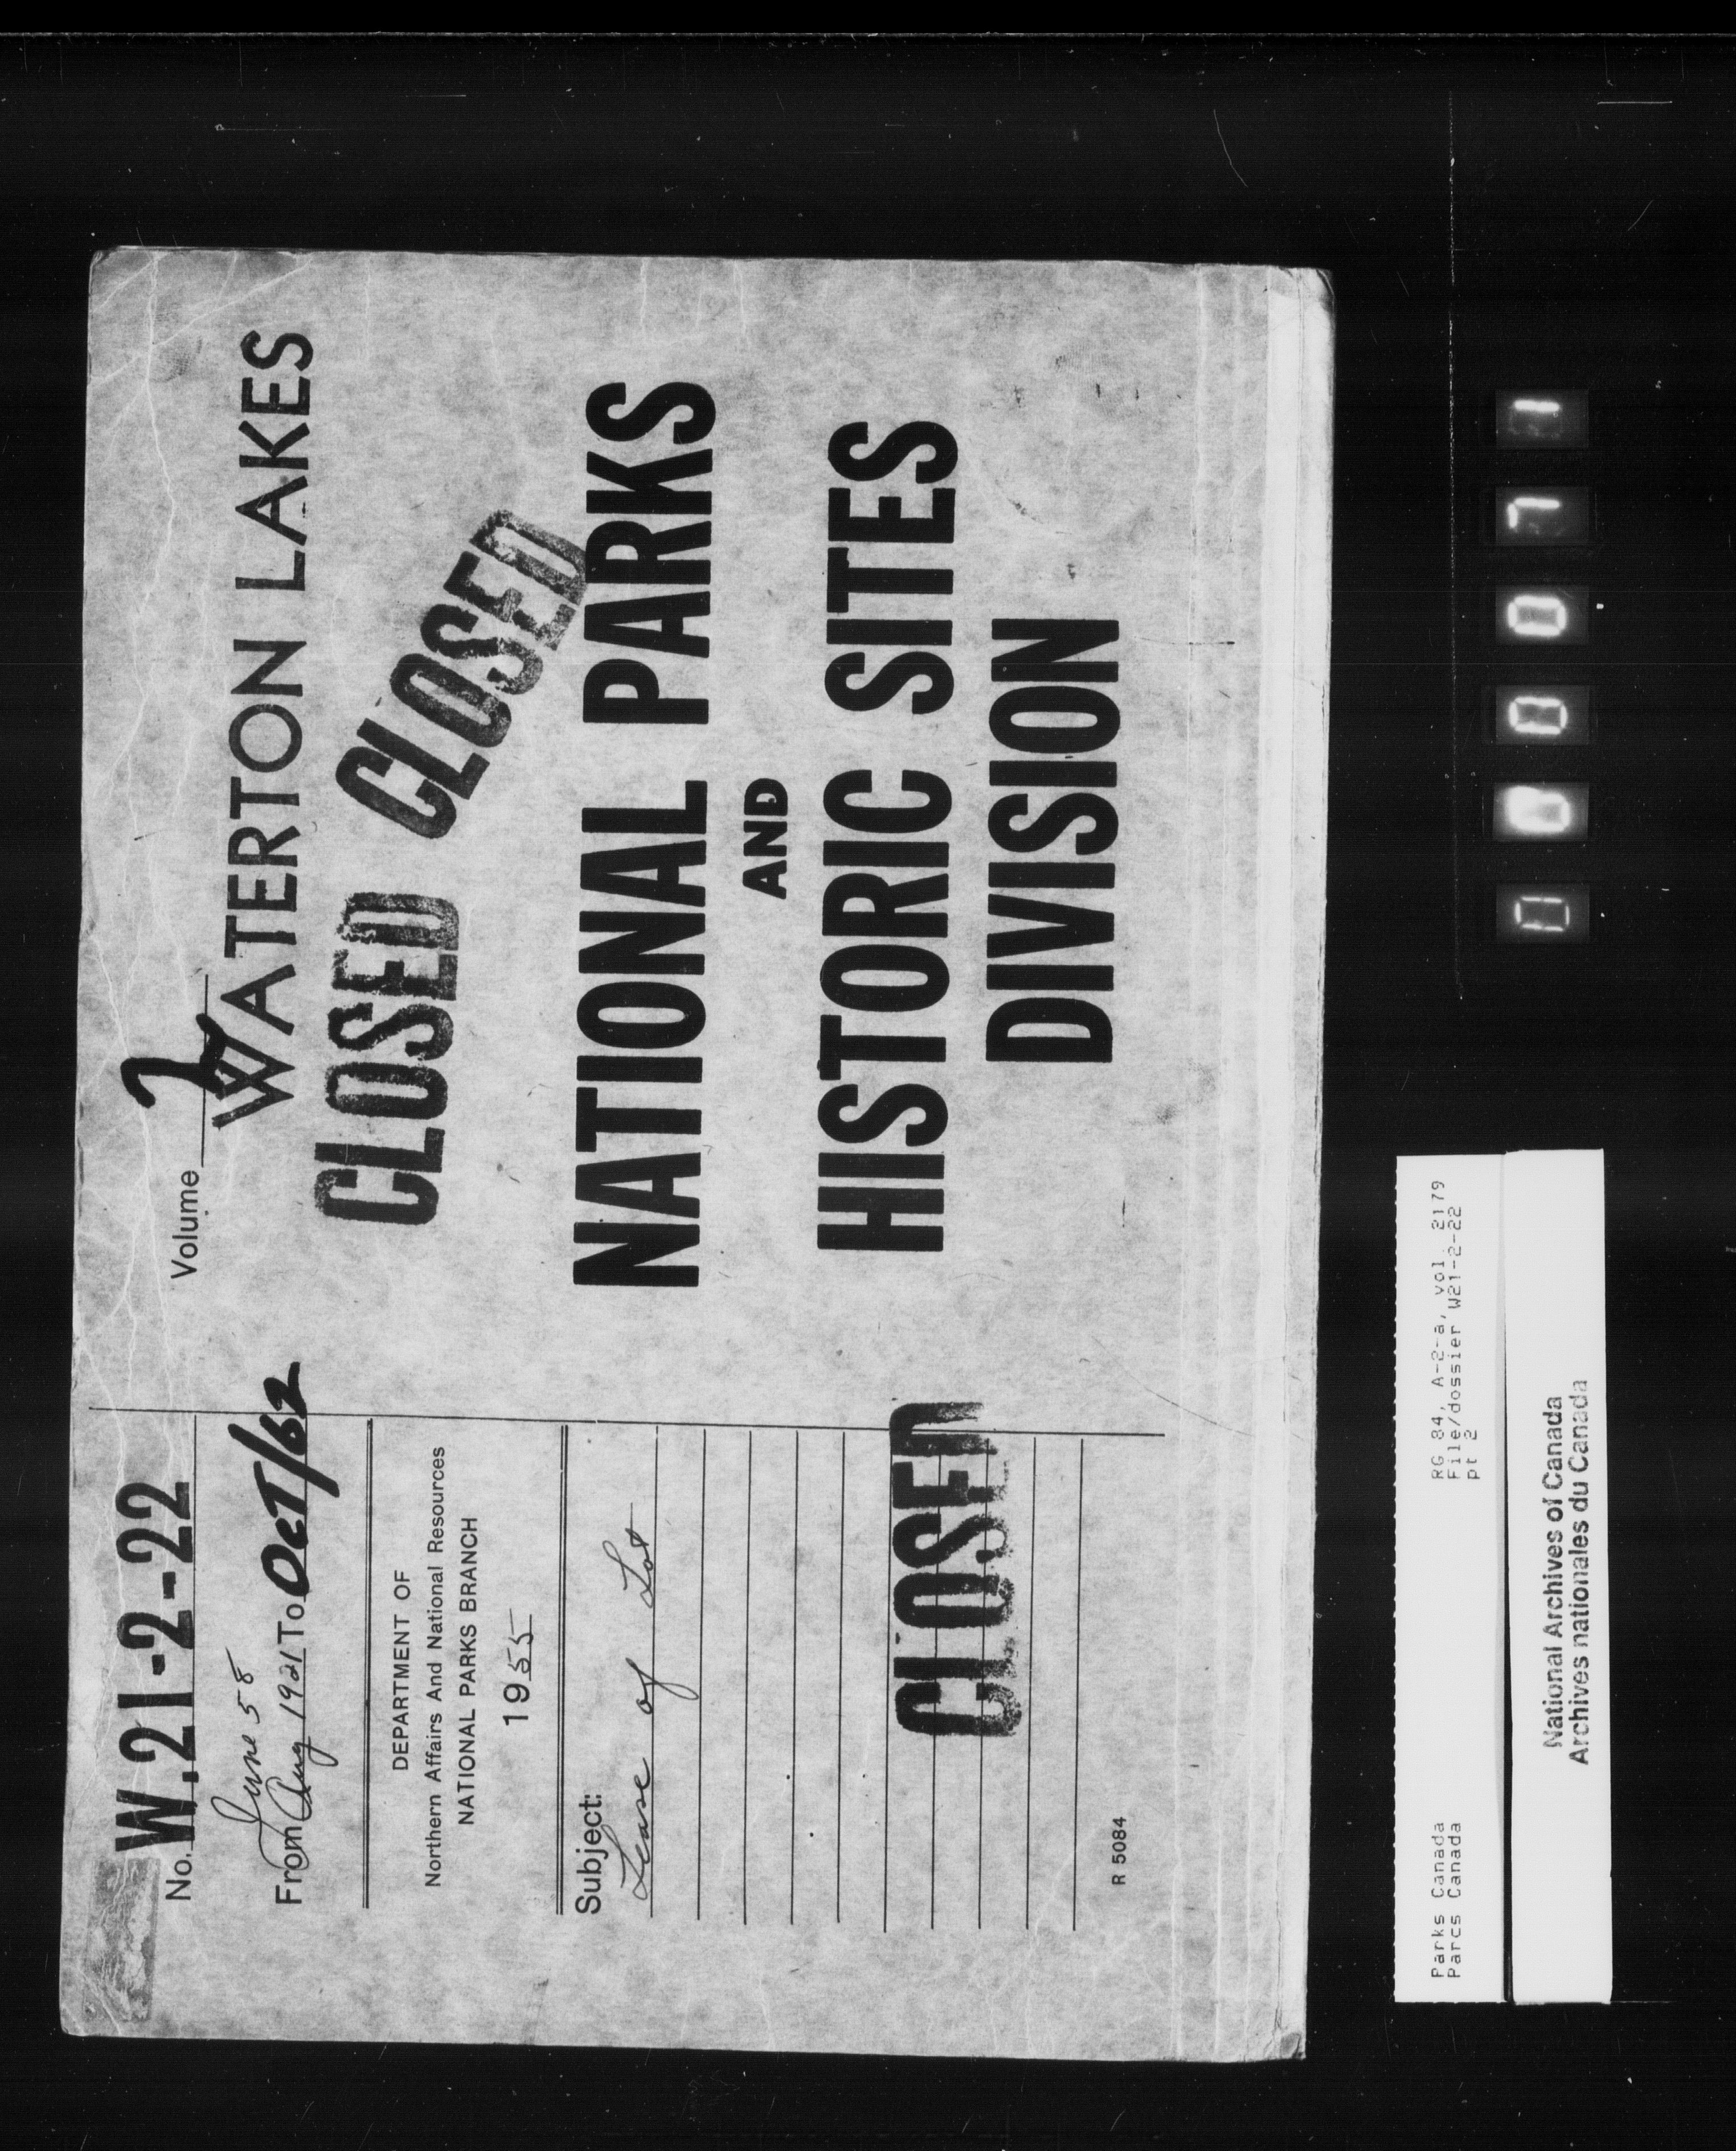 No. W.21-2-22
June 58
From Aug 1921 To OCT/62
DEPARTMENT OF
Northern Affairs And National Resources
NATIONAL PARKS BRANCH
1955
Subject:
Lease of Lot
CLOSED
R 5084
Volume 2
WATERTON LAKES
CLOSED CLOSED
NATIONAL PARKS
AND
HISTORIC SITES
DIVISION
Parks Canada
Parcs Canada
RG 84, A-2-a, vol. 2179
File/dossier W21-2-22
pt 2
National Archives of Canada
Archives nationales du Canada
000071